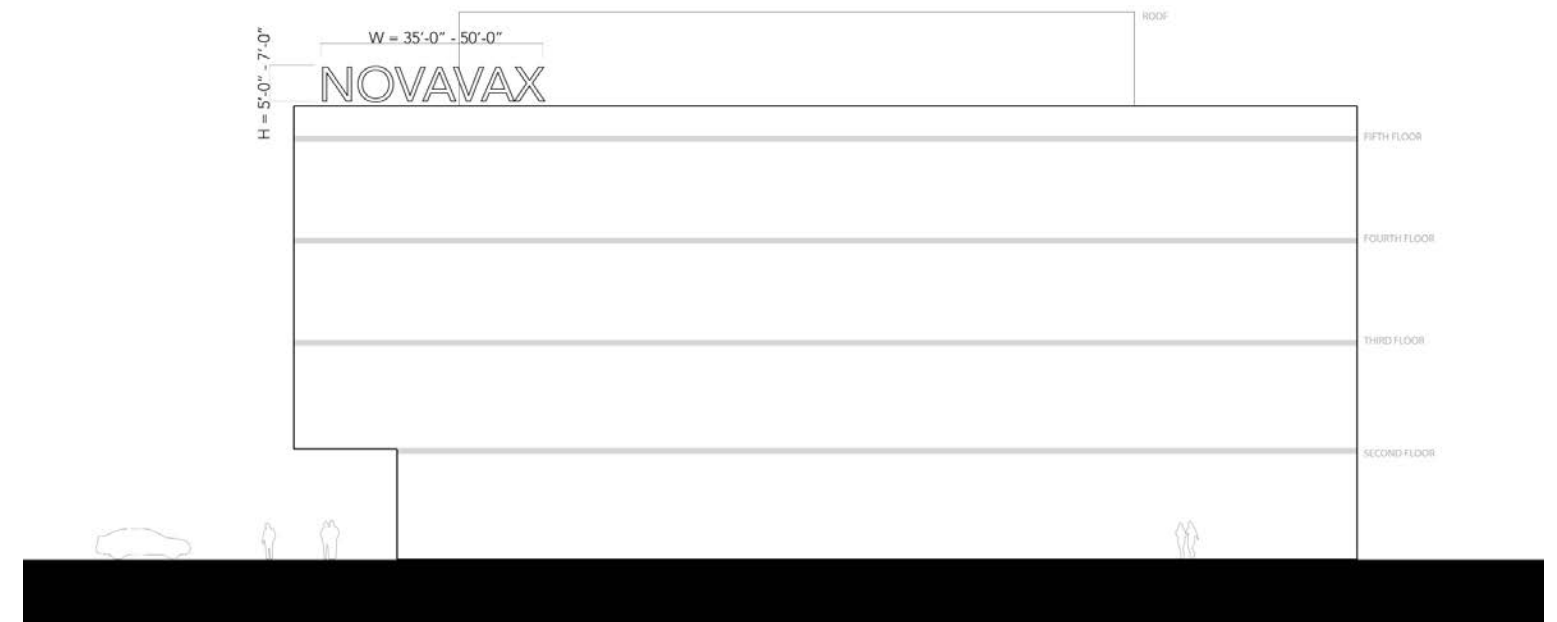 ROOF
W = 35’-0” - 50’-0”
H = 5’-0” - 7’-0”
NOVAVAX
FIFTH FLOOR
FOURTH FLOOR
THIRD FLOOR
SECOND FLOOR